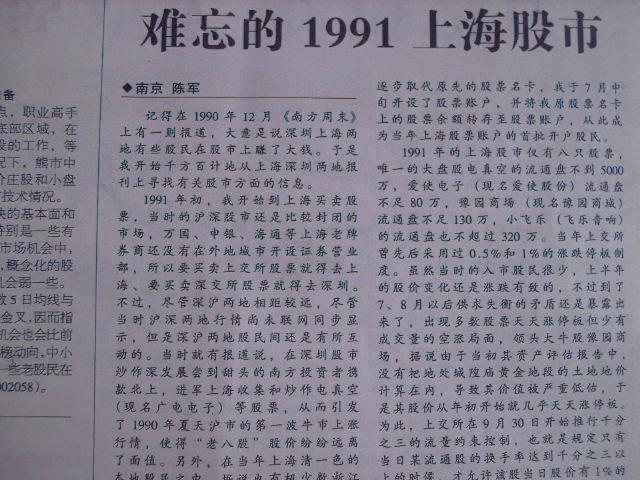 难忘的 1991 上海股市
备
点，职业高手
底部区域，在
设的工作，等
况下，熊市中
介庄股和小盘
技术情况。
决的基本面和
特别是一些有
市场机会中，
，概念化的股
机会弱一些。
攵5日均线与
金叉，因而指
机会也会比前
榜动向，中小
一些老股民在
002058)。
◆南京 陈军
记得在 1990 年 12 月《南方周末》
上有一则报道，大意是说深圳上海两
地有些股民在股市上赚了大钱。于是
我开始千方百计地从上海深圳两地报
刊上寻找有关股市方面的信息。
1991 年初，我开始到上海买卖股
票，当时的沪深股市还是比较封闭的
市场，万国、申银、海通等上海老牌
券商还没有在外地城市开设证券营业
部，所以要买卖上交所股票就得去上
海、要买卖深交所股票就得去深圳。
不过，尽管深沪两地相距较远，尽管
当时沪深两地行情尚未联网同步显
示，但是深沪两地股民间还是有所互
动的。当时就有报道说，在深圳股市
炒作深发展尝到甜头的南方投资者携
款北上，进军上海收集和炒作电真空
(现名广电电子）等股票，从而引发
了 1990 年夏天沪市的第一波牛市上涨
行情，使得“老八股”股价纷纷远离
了面值。另外，在当年上海清一色的
本地股民之中，据说也有极少数浙江
逐步取代原先的股票名卡，我于 7 月中
旬开设了股票账户，并将我原股票名卡
上的股票余额转存至股票账户，从此成
为当年上海股票账户的首批开户股民。
1991 年的上海股市仅有八只股票，
唯一的大盘股电真空的流通盘不到 5000
万，爱使电子（现名爱使股份）流通盘
不足 80 万，豫园商场（现名豫园商城）
流通盘不足 130 万，小飞乐（飞乐音响）
的流通盘也不超过 320 万。当年上交所
曾先后采用过 0.5%和 1%的涨跌停板制
度。虽然当时的入市股民很少，上半年
的股价变化还是涨跌有致的，不过到了
7、8 月以后供求失衡的矛盾还是暴露出
来了，出现多数股票天天涨停板但少有
成交量的空涨局面，领头大牛股豫园商
场，据说由于当初其资产评估报告中，
没有把地处城隍庙黄金地段的土地地价
计算在内，导致其价值被严重低估，于
是其股价从年初开始就几乎天天涨停板。
为此，上交所在 9 月 30 日开始推行千分
之三的流量约束控制，也就是规定只有
当日某流通股的换手率达到千分之三以
上的时候，才允许该股当日股价有 1%的